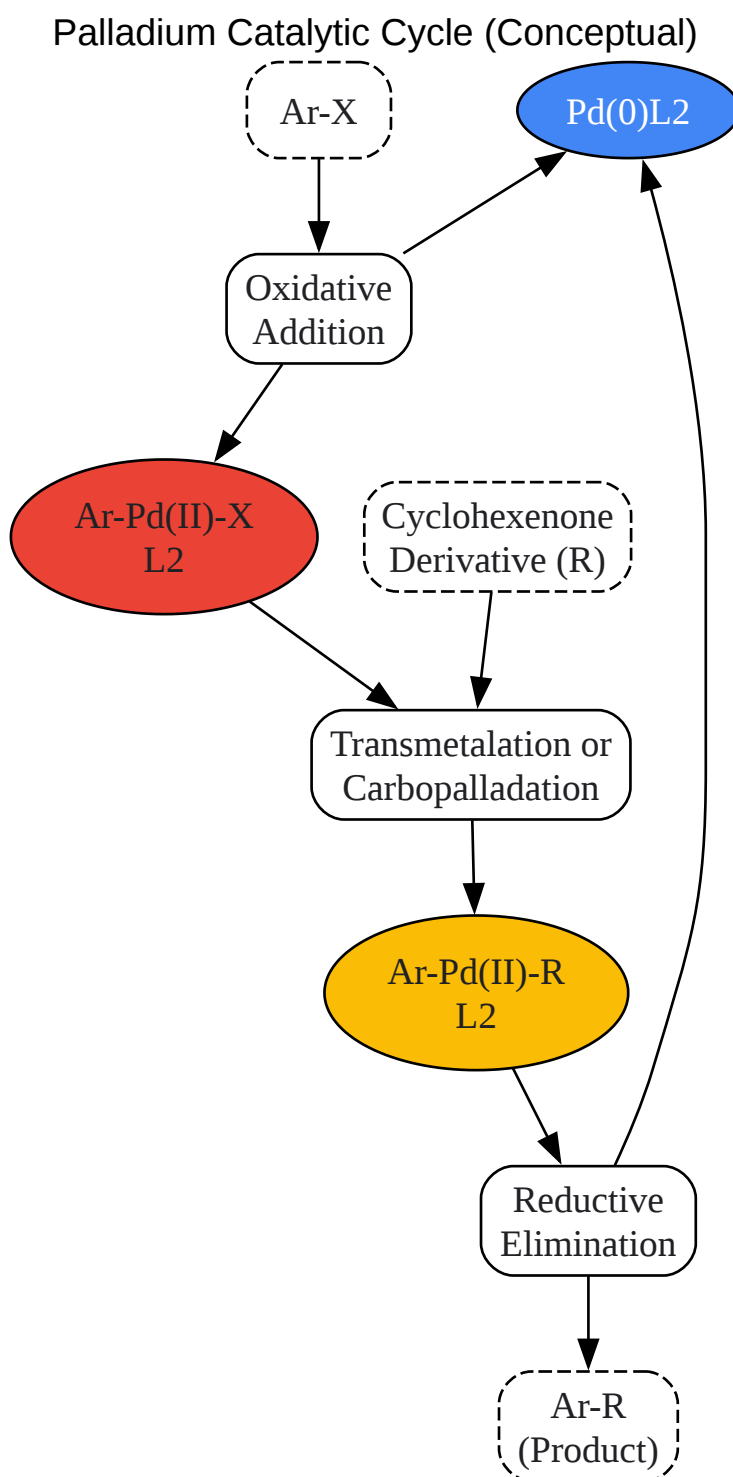 Palladium Catalytic Cycle (Conceptual)
Ar-X
Pd(0)L2
Oxidative
Addition
Ar-Pd(II)-X
L2
Cyclohexenone
Derivative (R)
Transmetalation or
Carbopalladation
Ar-Pd(II)-R
L2
Reductive
Elimination
Ar-R
(Product)